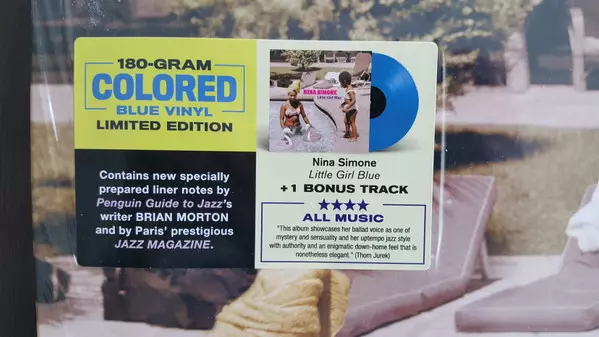 180-GRAM
COLORED
BLUE VINYL
LIMITED EDITION
Contains new specially
prepared liner notes by
Penguin Guide to Jazz's
writer BRIAN MORTON
and by Paris' prestigious
JAZZ MAGAZINE.
NINA SIMONE
Little Girl Blue
Nina Simone
Little Girl Blue
+1 BONUS TRACK
★★★★
ALL MUSIC
"This album showcases her ballad voice as one of
mystery and sensuality and her uptempo jazz style
with authority and an enigmatic down-home feel that is
nonetheless elegant." (Thom Jurek)